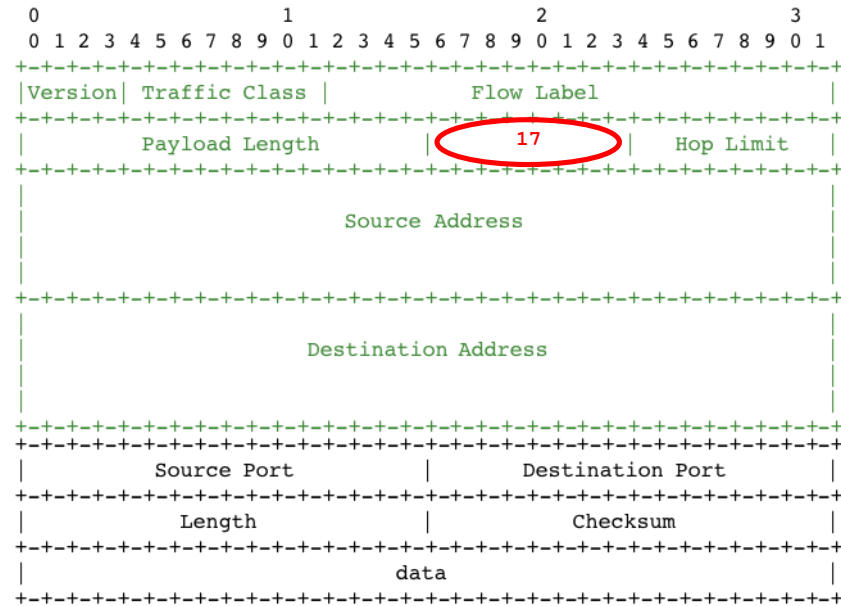 0                   1                   2                   3
 0 1 2 3 4 5 6 7 8 9 0 1 2 3 4 5 6 7 8 9 0 1 2 3 4 5 6 7 8 9 0 1
+-+-+-+-+-+-+-+-+-+-+-+-+-+-+-+-+-+-+-+-+-+-+-+-+-+-+-+-+-+-+-+-+
|Version| Traffic Class |           Flow Label                  |
+-+-+-+-+-+-+-+-+-+-+-+-+-+-+-+-+-+-+-+-+-+-+-+-+-+-+-+-+-+-+-+-+
|         Payload Length        |      17       |   Hop Limit   |
+-+-+-+-+-+-+-+-+-+-+-+-+-+-+-+-+-+-+-+-+-+-+-+-+-+-+-+-+-+-+-+-+
|                                                               |
|                         Source Address                        |
|                                                               |
|                                                               |
+-+-+-+-+-+-+-+-+-+-+-+-+-+-+-+-+-+-+-+-+-+-+-+-+-+-+-+-+-+-+-+-+
|                                                               |
|                      Destination Address                      |
|                                                               |
|                                                               |
+-+-+-+-+-+-+-+-+-+-+-+-+-+-+-+-+-+-+-+-+-+-+-+-+-+-+-+-+-+-+-+-+
+-+-+-+-+-+-+-+-+-+-+-+-+-+-+-+-+-+-+-+-+-+-+-+-+-+-+-+-+-+-+-+-+
|          Source Port          |       Destination Port        |
+-+-+-+-+-+-+-+-+-+-+-+-+-+-+-+-+-+-+-+-+-+-+-+-+-+-+-+-+-+-+-+-+
|            Length             |           Checksum            |
+-+-+-+-+-+-+-+-+-+-+-+-+-+-+-+-+-+-+-+-+-+-+-+-+-+-+-+-+-+-+-+-+
|                             data                              |
+-+-+-+-+-+-+-+-+-+-+-+-+-+-+-+-+-+-+-+-+-+-+-+-+-+-+-+-+-+-+-+-+